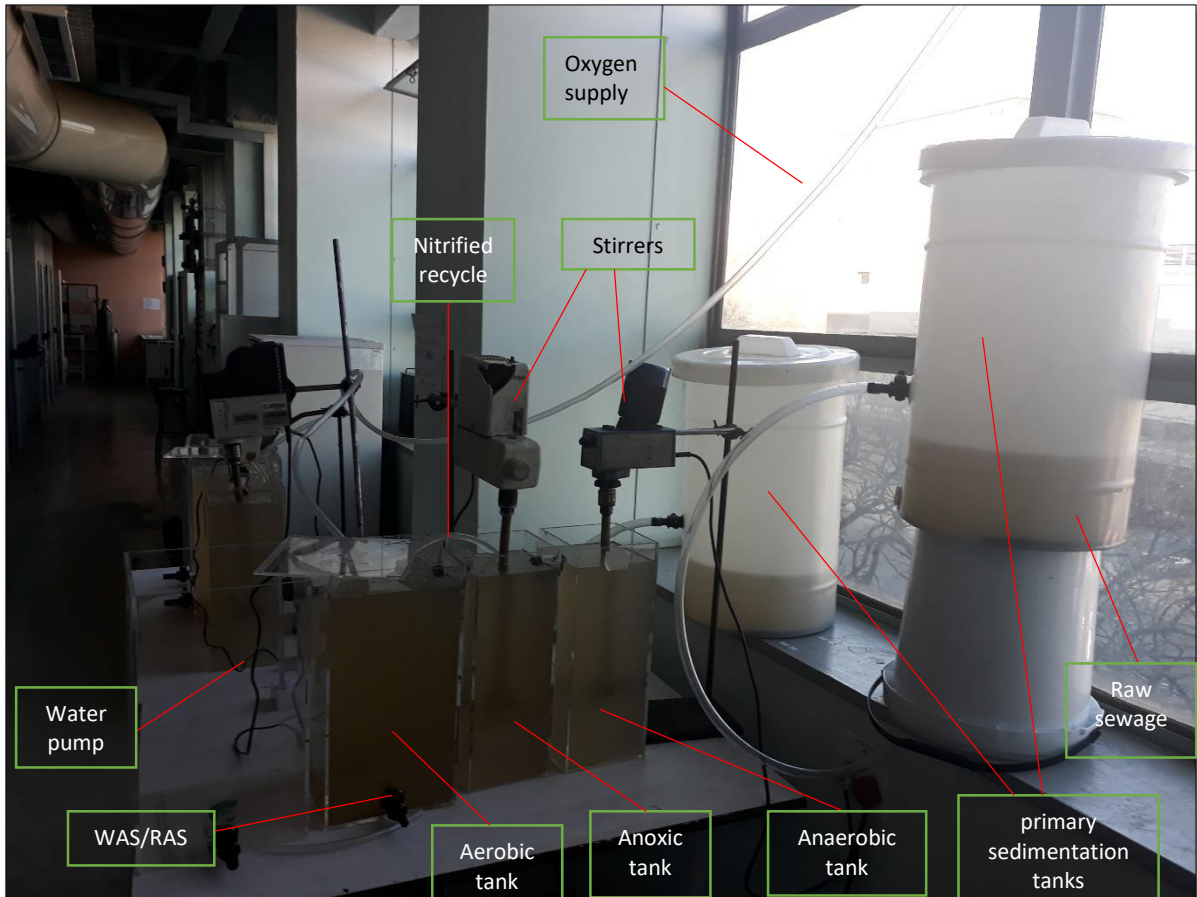 Oxygen
supply
Nitrified
recycle
Stirrers
Water
pump
Raw
sewage
WAS/RAS
Aerobic
tank
Anoxic
tank
Anaerobic
tank
primary
sedimentation
tanks